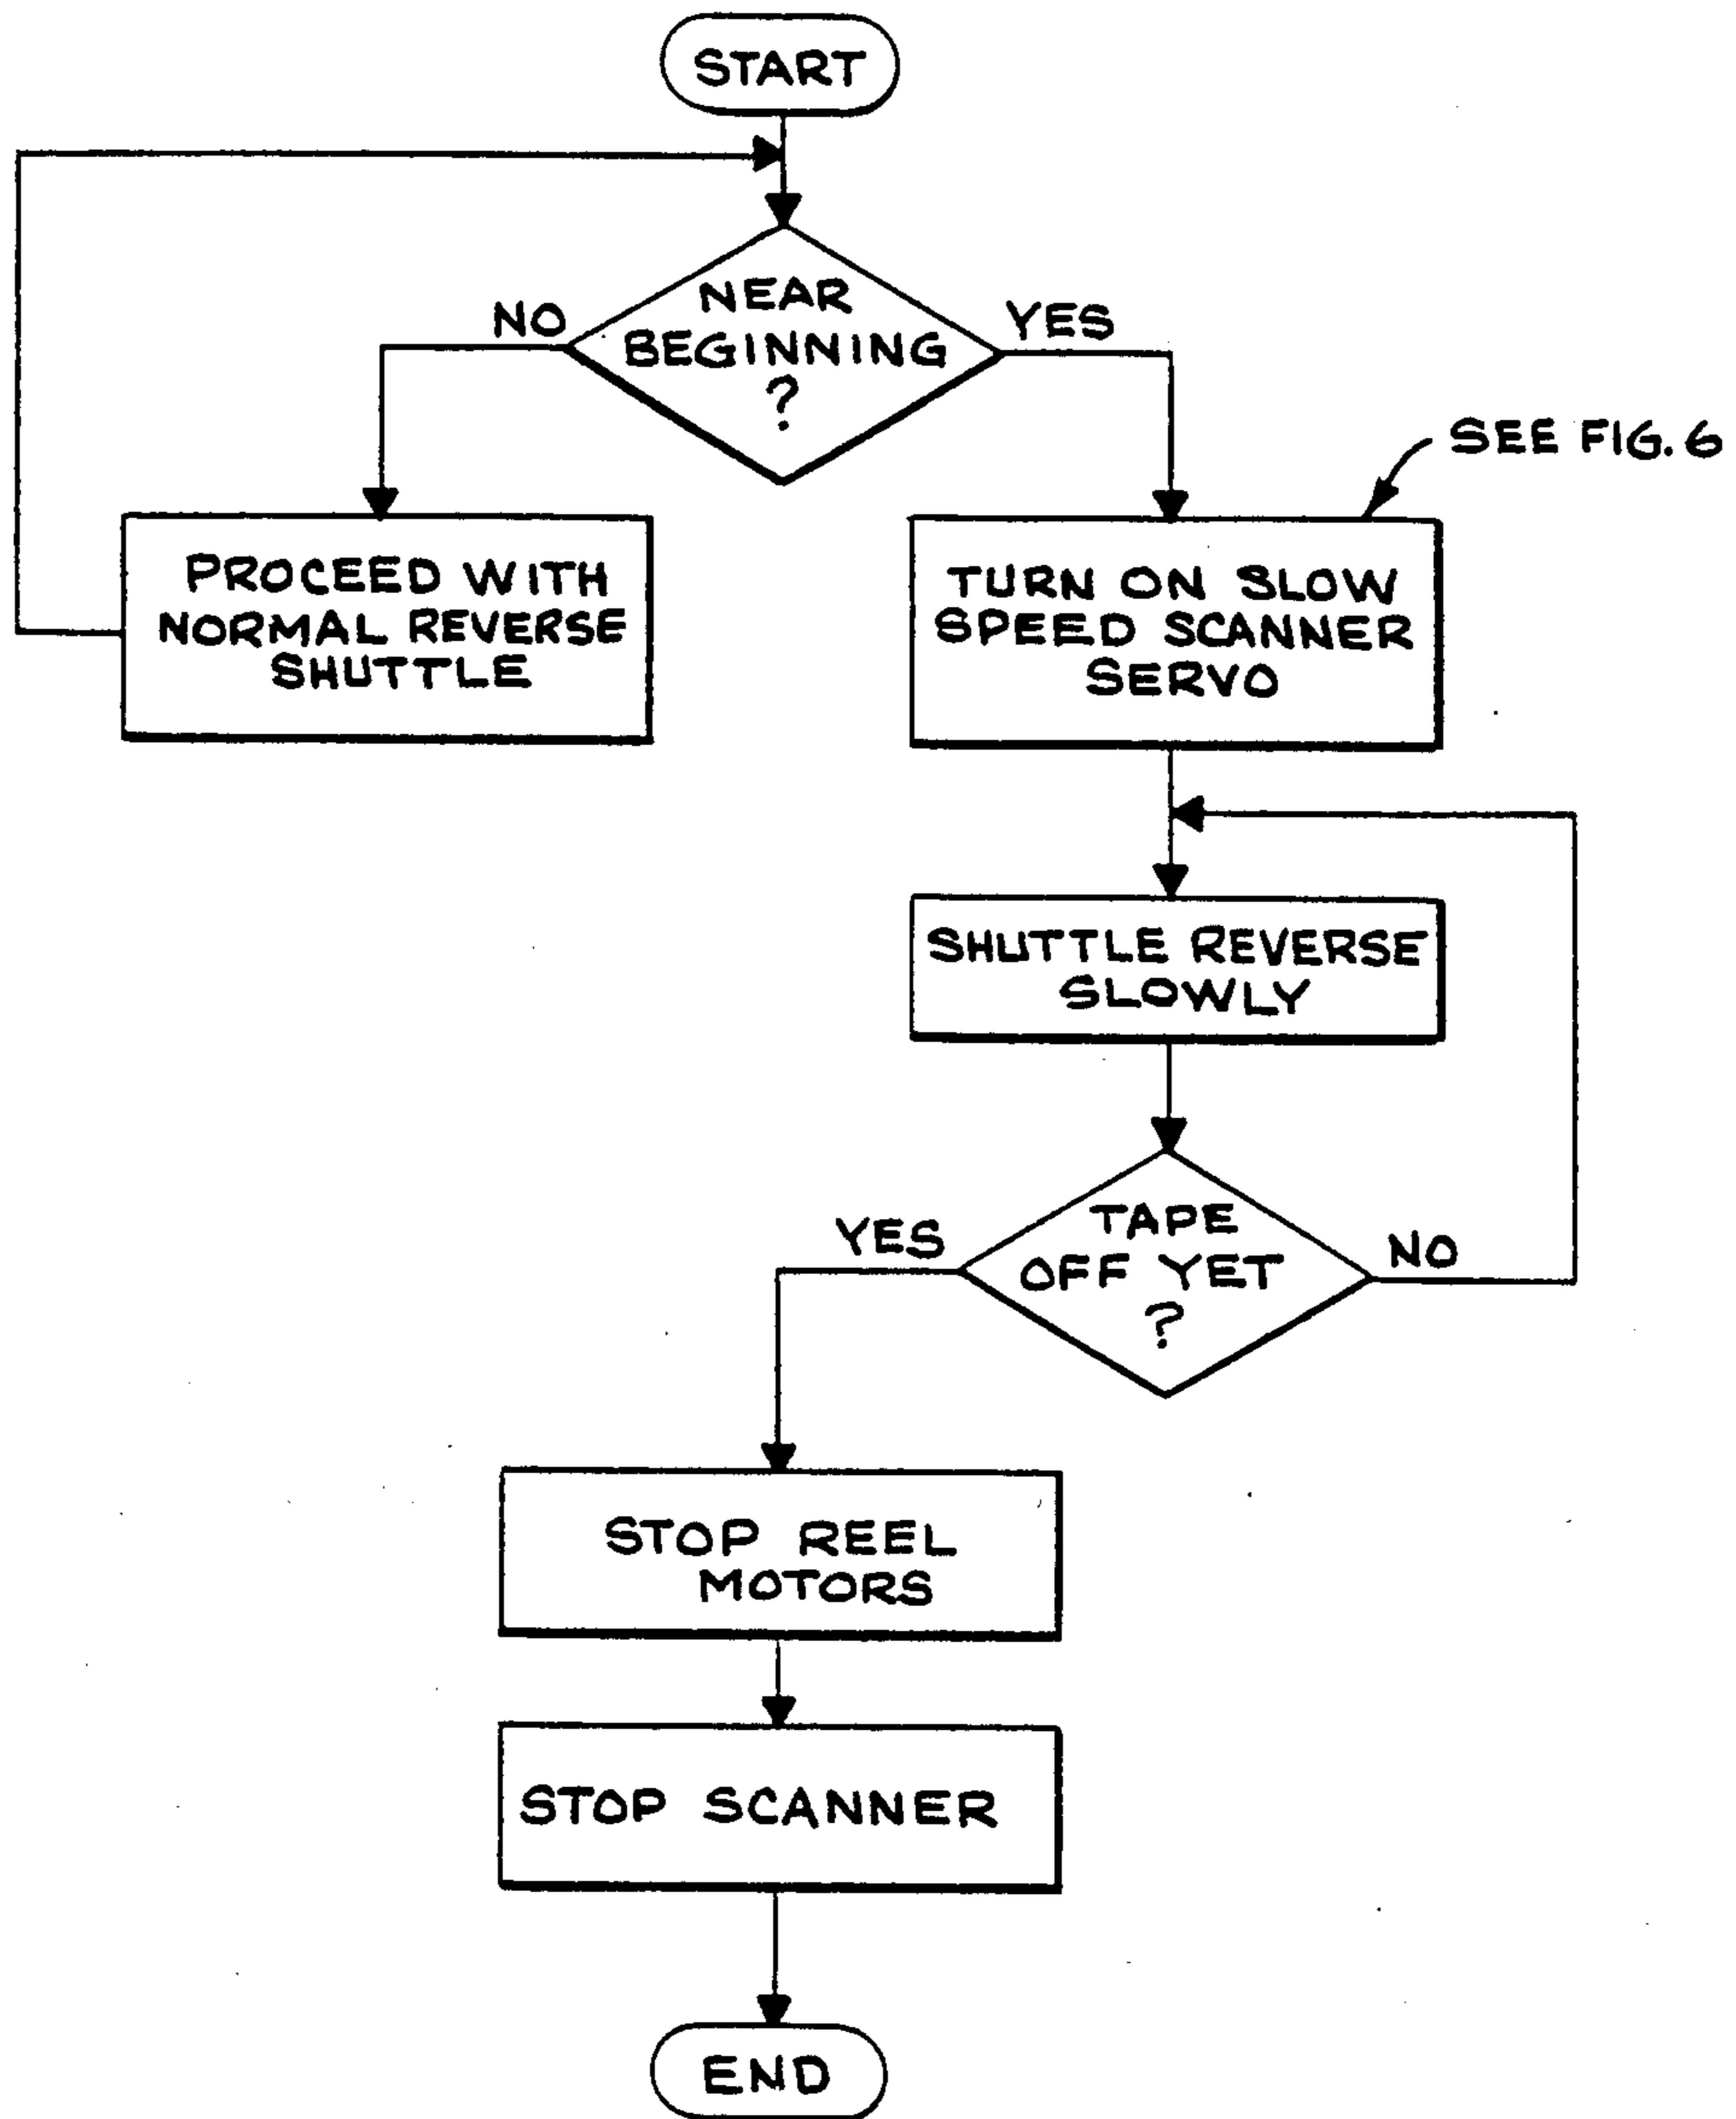 START
NEAR
BEGINNING
?
NO
YES
SEE FIG. 6
PROCEED WITH
NORMAL REVERSE
SHUTTLE
TURN ON SLOW
SPEED SCANNER
SERVO
SHUTTLE REVERSE
SLOWLY
TAPE
OFF YET
?
YES
NO
STOP REEL
MOTORS
STOP SCANNER
END